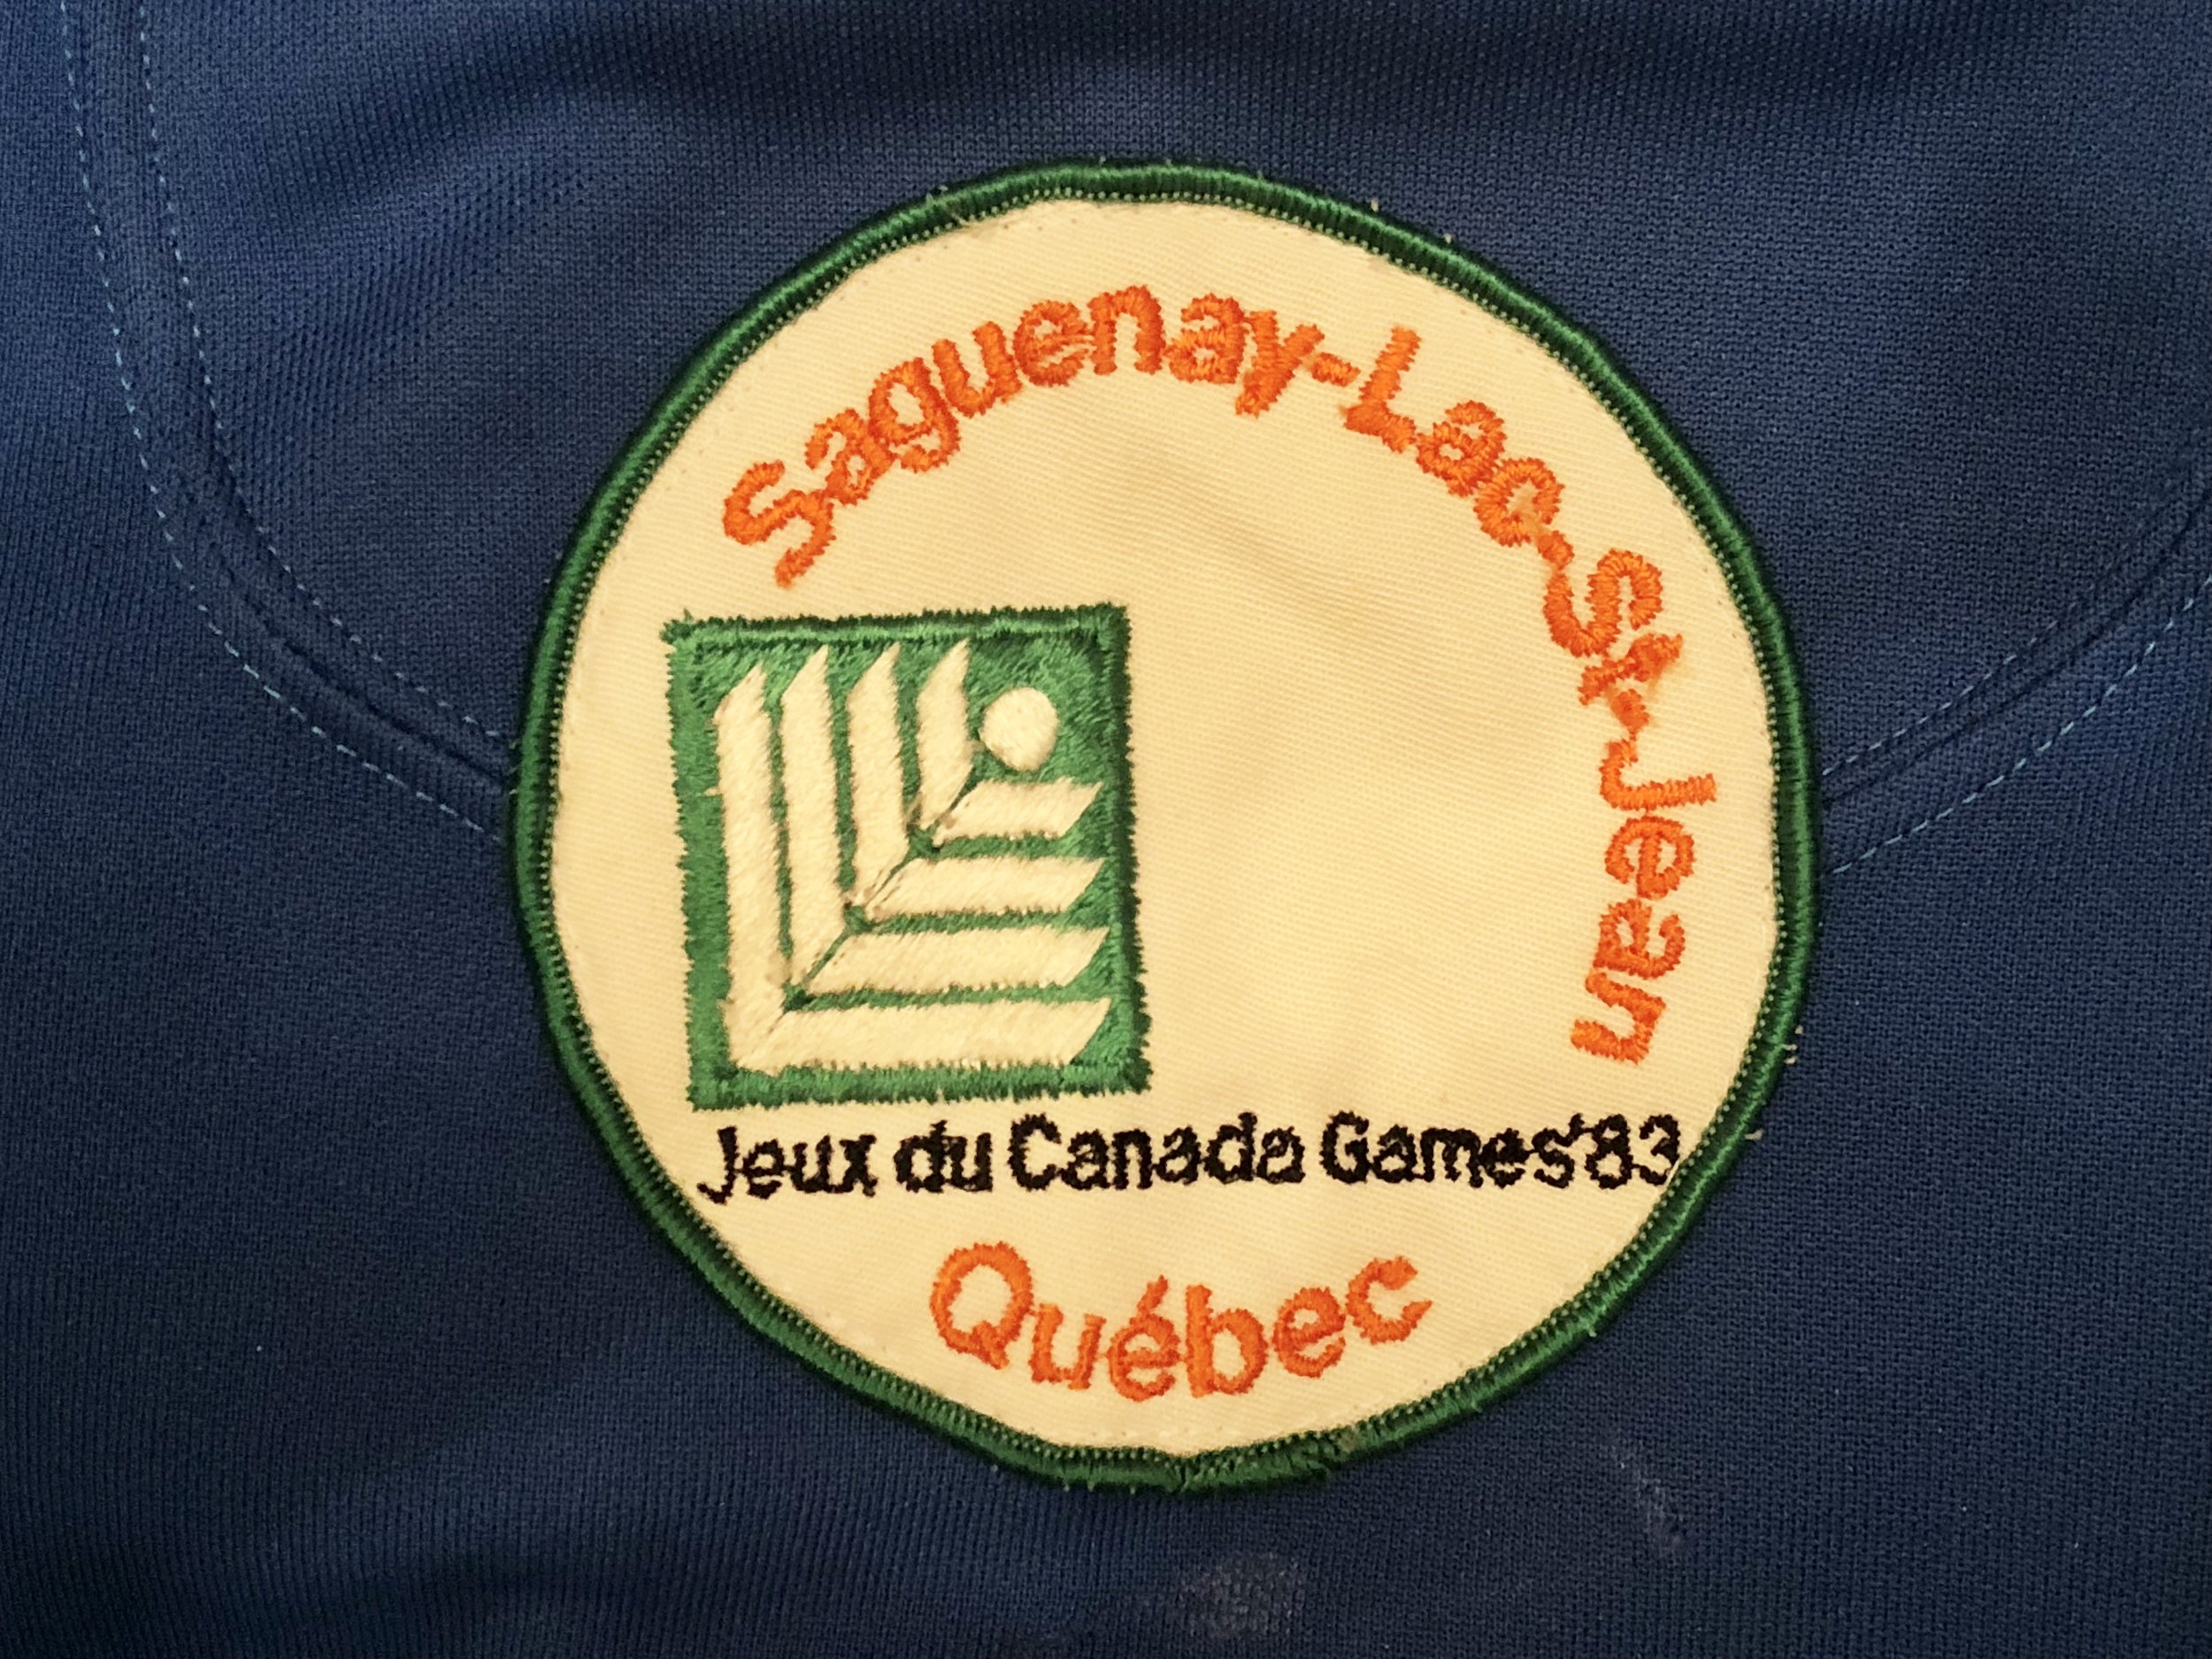 Saguenay-Lac-St-Jean
Jeux du Canada Games'83
Québec